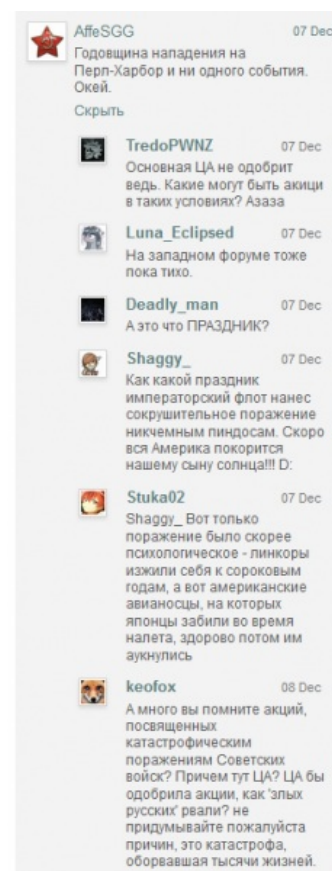 AffeSGG 07 Dec
Годовщина нападения на
Перл-Харбор и ни одного события.
Окей.
Скрыть
TredoPWNZ 07 Dec
Основная ЦА не одобрит
ведь. Какие могут быть акици
в таких условиях? Азаза
Luna_Eclipsed 07 Dec
На западном форуме тоже
пока тихо.
Deadly_man 07 Dec
А это что ПРАЗДНИК?
Shaggy_ 07 Dec
Как какой праздник
императорский флот нанес
сокрушительное поражение
никчемным пиндосам. Скоро
вся Америка покорится
нашему сыну солнца!!! D:
Stuka02 07 Dec
Shaggy_ Вот только
поражение было скорее
психологическое - линкоры
изжили себя к сороковым
годам, а вот американские
авианосцы, на которых
японцы забили во время
налета, здорово потом им
аукнулись
keofox 08 Dec
А много вы помните акций,
посвященных
катастрофическим
поражениям Советских
войск? Причем тут ЦА? ЦА бы
одобрила акции, как 'злых
русских' рвали? не
придумывайте пожалуйста
причин, это катастрофа,
оборвавшая тысячи жизней.